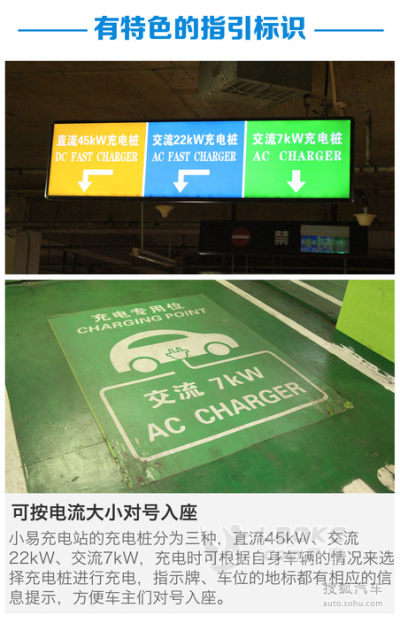 有特色的指引标识
直流45kW充电桩
DC FAST CHARGER
交流22kW充电桩
AC FAST CHARGER
交流7kW充电桩
AC CHARGER
禁
充电专用位
CHARGING POINT
交流 7kW
AC CHARGER
可按电流大小对号入座
小易充电站的充电桩分为三种，直流45kW、交流
22kW、交流7kW，充电时可根据自身车辆的情况来选
择充电桩进行充电，指示牌、车位的地标都有相应的信
息提示，方便车主们对号入座。
搜狐汽车
auto.sohu.com